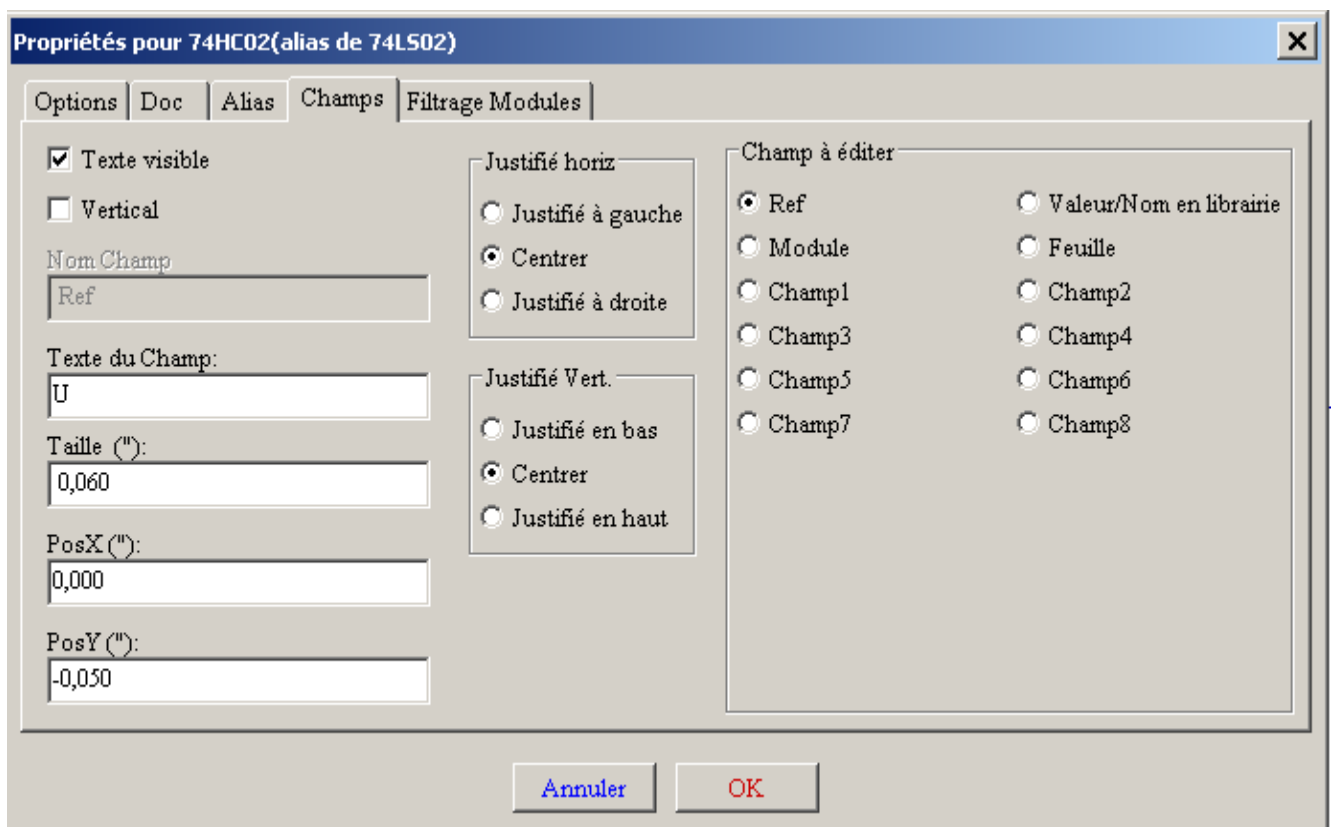 Propriétés pour 74HC02(alias de 74LS02)
Options Doc Alias Champs Filtrage Modules
Texte visible
Vertical
Nom Champ
Ref
Texte du Champ:
U
Taille ("):
0,060
PosX ("):
0,000
PosY ("):
-0,050
Justifié horiz
Justifié à gauche
Centrer
Justifié à droite
Justifié Vert.
Justifié en bas
Centrer
Justifié en haut
Champ à éditer
Ref Valeur/Nom en librairie
Module Feuille
Champ1 Champ2
Champ3 Champ4
Champ5 Champ6
Champ7 Champ8
Annuler OK